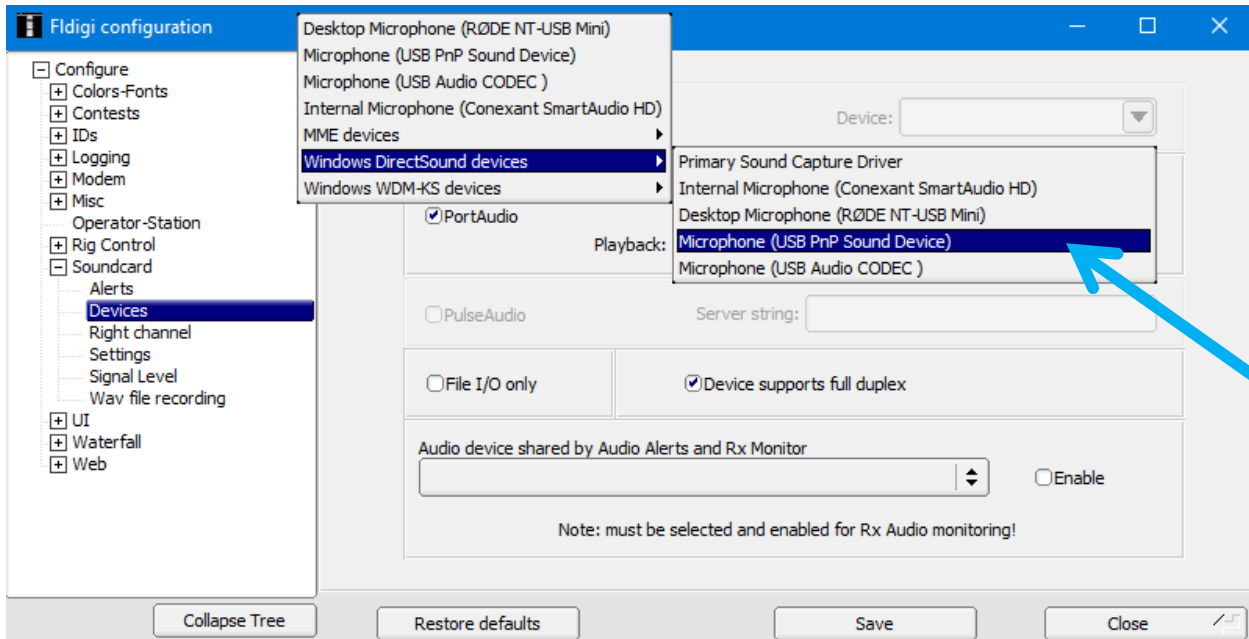 Fldigi configuration
Configure
Colors-Fonts
Contests
IDs
Logging
Modem
Misc
Operator-Station
Rig Control
Soundcard
Alerts
Devices
Right channel
Settings
Signal Level
Wav file recording
UI
Waterfall
Web
Collapse Tree
Desktop Microphone (RØDE NT-USB Mini)
Microphone (USB PnP Sound Device)
Microphone (USB Audio CODEC )
Internal Microphone (Conexant SmartAudio HD)
MME devices
Windows DirectSound devices
Windows WDM-KS devices
Primary Sound Capture Driver
Internal Microphone (Conexant SmartAudio HD)
Desktop Microphone (RØDE NT-USB Mini)
Microphone (USB PnP Sound Device)
Microphone (USB Audio CODEC )
Device:
PortAudio
Playback:
PulseAudio
Server string:
File I/O only
Device supports full duplex
Audio device shared by Audio Alerts and Rx Monitor
Enable
Note: must be selected and enabled for Rx Audio monitoring!
Restore defaults
Save
Close